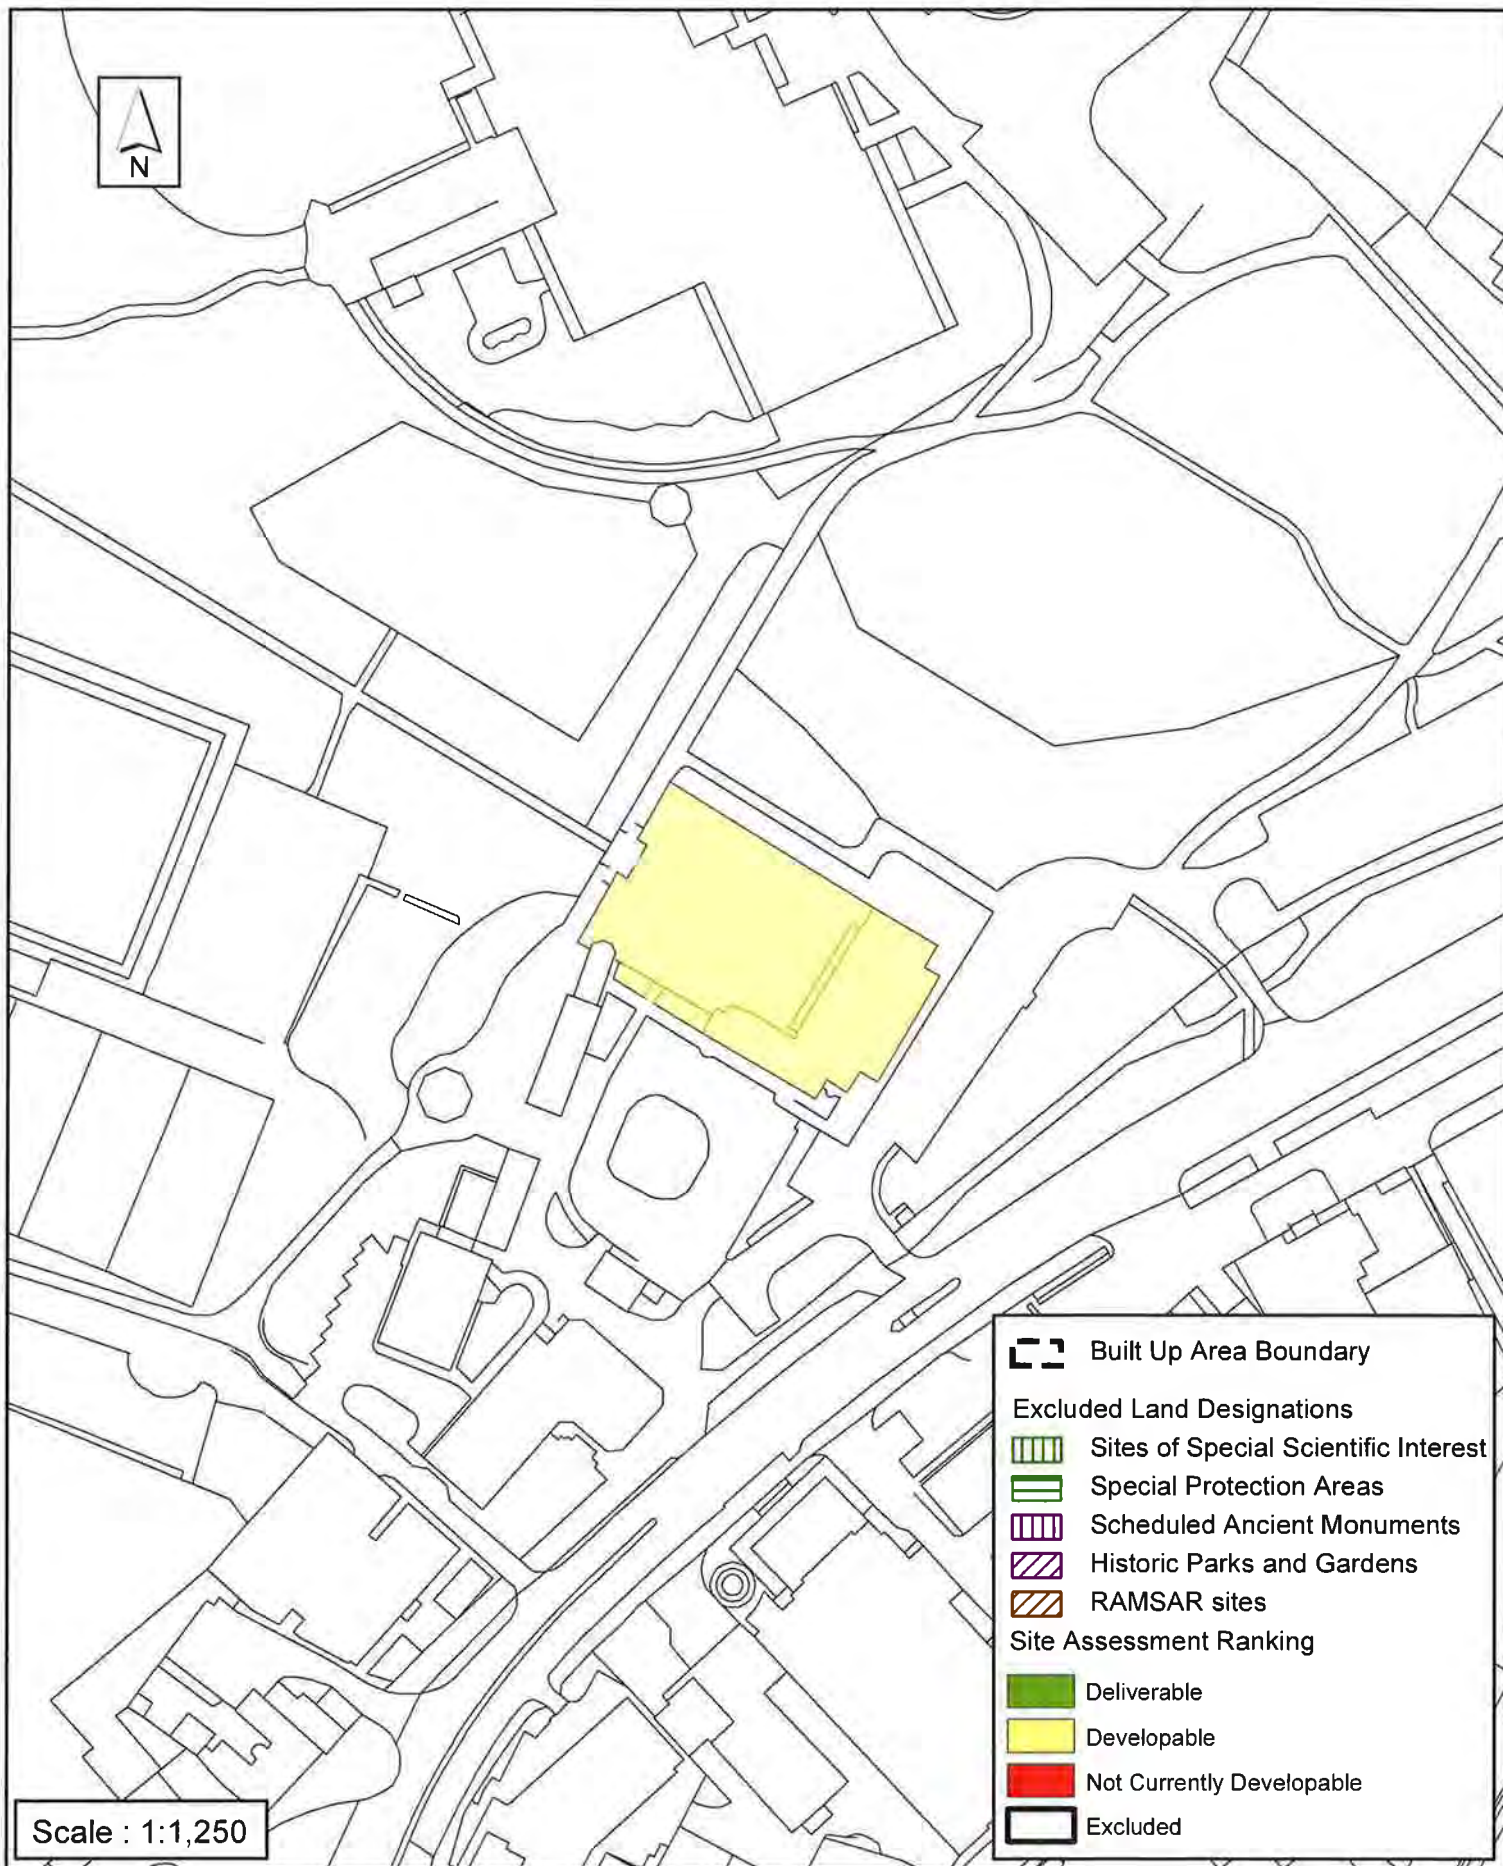 N
Built Up Area Boundary
Excluded Land Designations
Sites of Special Scientific Interest
Special Protection Areas
Scheduled Ancient Monuments
Historic Parks and Gardens
RAMSAR sites
Site Assessment Ranking
Deliverable
Developable
Not Currently Developable
Excluded
Scale : 1:1,250